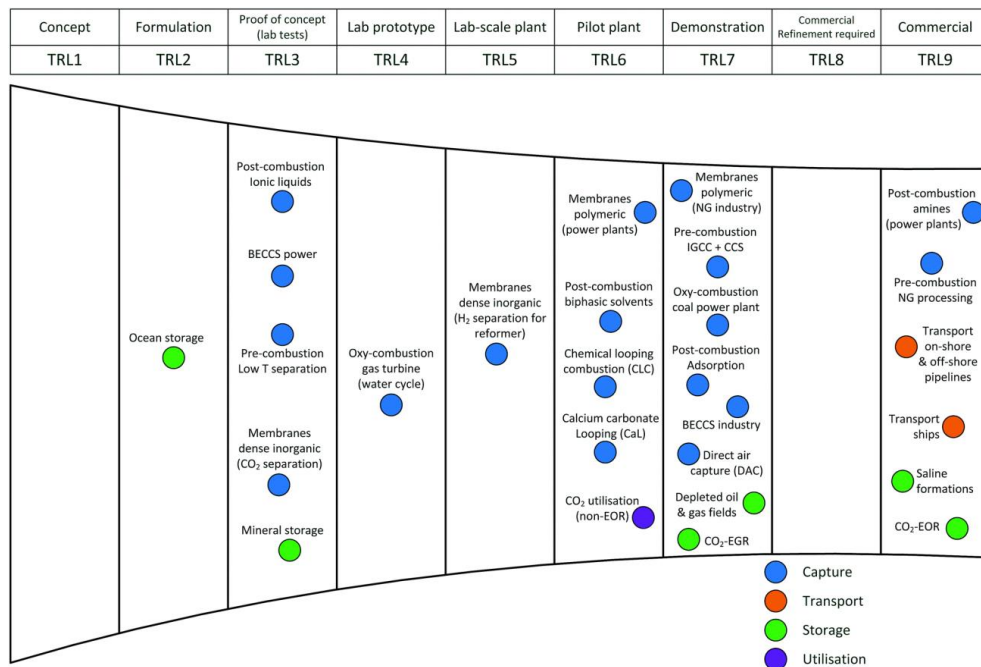 Concept
Formulation
Proof of concept
(lab tests)
Lab prototype
Lab-scale plant
Pilot plant
Demonstration
Commercial
Refinement required
Commercial
TRL1
TRL2
TRL3
TRL4
TRL5
TRL6
TRL7
TRL8
TRL9
Ocean storage
Post-combustion
Ionic liquids
BECCS power
Pre-combustion
Low T separation
Membranes
dense inorganic
(CO₂ separation)
Mineral storage
Oxy-combustion
gas turbine
(water cycle)
Membranes
dense inorganic
(H₂ separation for
reformer)
Membranes
polymeric
(power plants)
Post-combustion
biphasic solvents
Chemical looping
combustion (CLC)
Calcium carbonate
Looping (CaL)
CO₂ utilisation
(non-EOR)
Membranes
polymeric
(NG industry)
Pre-combustion
IGCC + CCS
Oxy-combustion
coal power plant
Post-combustion
Adsorption
BECCS industry
Direct air
capture (DAC)
Depleted oil
& gas fields
CO₂-EGR
Post-combustion
amines
(power plants)
Pre-combustion
NG processing
Transport
on-shore
& off-shore
pipelines
Transport
ships
Saline
formations
CO₂-EOR
Capture
Transport
Storage
Utilisation